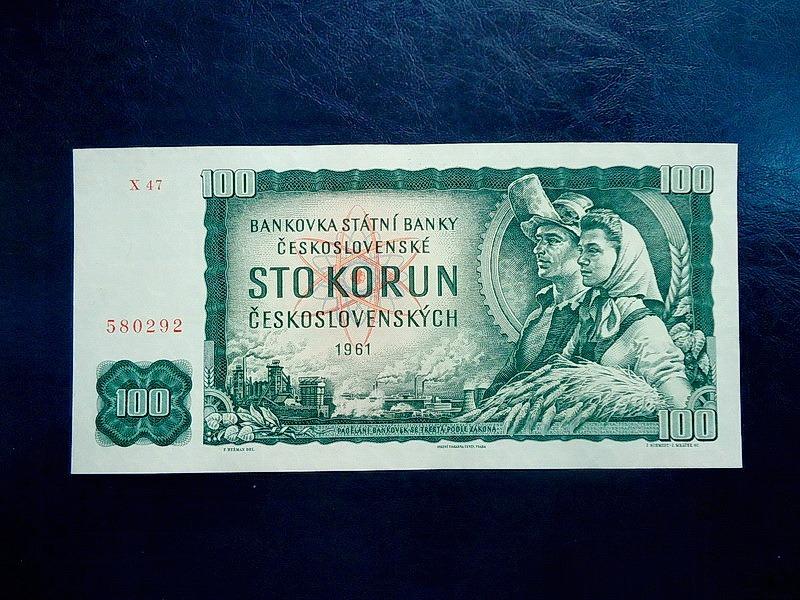 X 47
100
100
BANKOVKA STÁTNÍ BANKY
ČESKOSLOVENSKÉ
STO KORUN
ČESKOSLOVENSKÝCH
1961
580292
100
100
PADĚLÁNÍ BANKOVEK SE TRESTÁ PODLE ZÁKONA